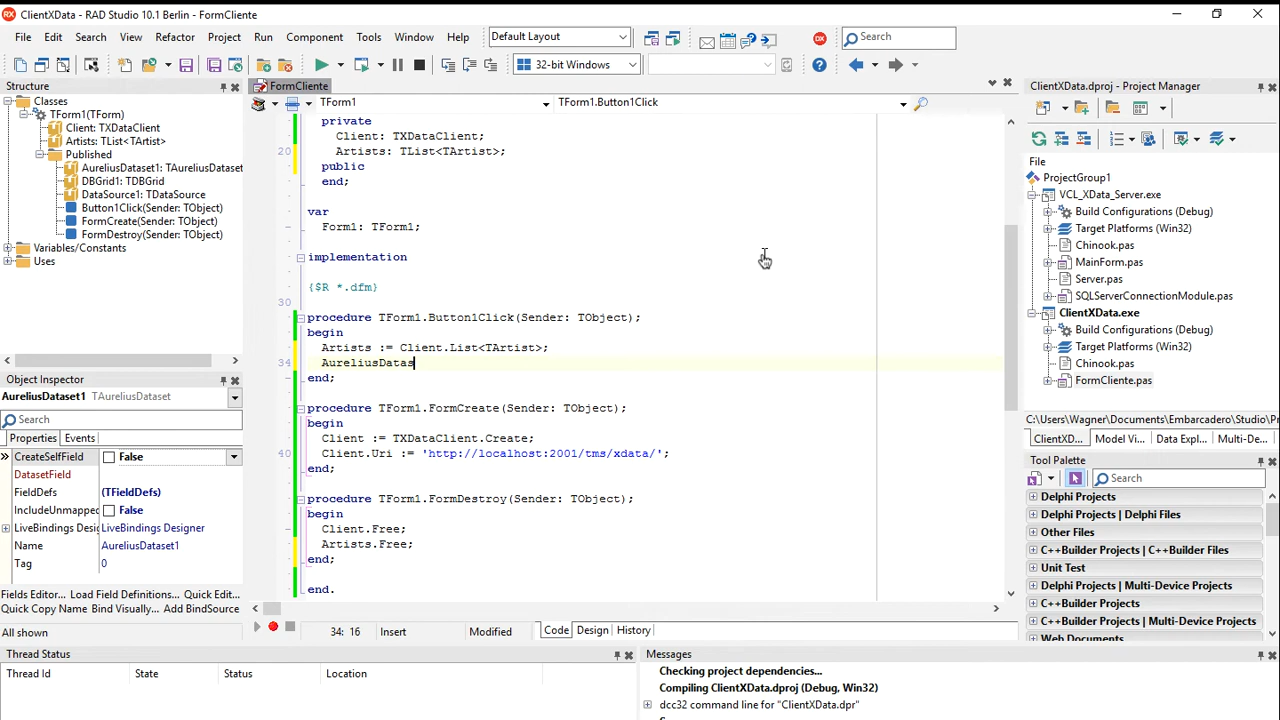 ClientXData - RAD Studio 10.1 Berlin - FormCliente
File Edit Search View Refactor Project Run Component Tools Window Help
Default Layout
Search
32-bit Windows
Structure
Classes
TForm1(TForm)
Client: TXDataClient
Artists: TList<TArtist>
Published
AureliusDataset1: TAureliusDataset
DBGrid1: TDBGrid
DataSource1: TDataSource
Button1Click(Sender: TObject)
FormCreate(Sender: TObject)
FormDestroy(Sender: TObject)
Variables/Constants
Uses
Object Inspector
AureliusDataset1 TAureliusDataset
Search
Properties Events
CreateSelfField False
DatasetField
FieldDefs (TFieldDefs)
IncludeUnmapped False
LiveBindings Desig LiveBindings Designer
Name AureliusDataset1
Tag 0
Fields Editor... Load Field Definitions... Quick Edit...
Quick Copy Name Bind Visually... Add BindSource
All shown
FormCliente
TForm1 TForm1.Button1Click
private
Client: TXDataClient;
20 Artists: TList<TArtist>;
public
end;
var
Form1: TForm1;
implementation
{$R *.dfm}
30
procedure TForm1.Button1Click(Sender: TObject);
begin
Artists := Client.List<TArtist>;
34 AureliusDatas
end;
procedure TForm1.FormCreate(Sender: TObject);
begin
Client := TXDataClient.Create;
40 Client.Uri := 'http://localhost:2001/tms/xdata/';
end;
procedure TForm1.FormDestroy(Sender: TObject);
begin
Client.Free;
Artists.Free;
end;
end.
34: 16 Insert Modified Code Design History
ClientXData.dproj - Project Manager
File
ProjectGroup1
VCL_XData_Server.exe
Build Configurations (Debug)
Target Platforms (Win32)
Chinook.pas
MainForm.pas
Server.pas
SQLServerConnectionModule.pas
ClientXData.exe
Build Configurations (Debug)
Target Platforms (Win32)
Chinook.pas
FormCliente.pas
C:\Users\Wagner\Documents\Embarcadero\Studio\P
ClientXD... Model Vi... Data Expl... Multi-De...
Tool Palette
Search
Delphi Projects
Delphi Projects | Delphi Files
Other Files
C++Builder Projects | C++Builder Files
Unit Test
Delphi Projects | Multi-Device Projects
C++Builder Projects
C++Builder Projects | Multi-Device Projects
Web Documents
Thread Status
Thread Id State Status Location
Messages
Checking project dependencies...
Compiling ClientXData.dproj (Debug, Win32)
dcc32 command line for "ClientXData.dpr"